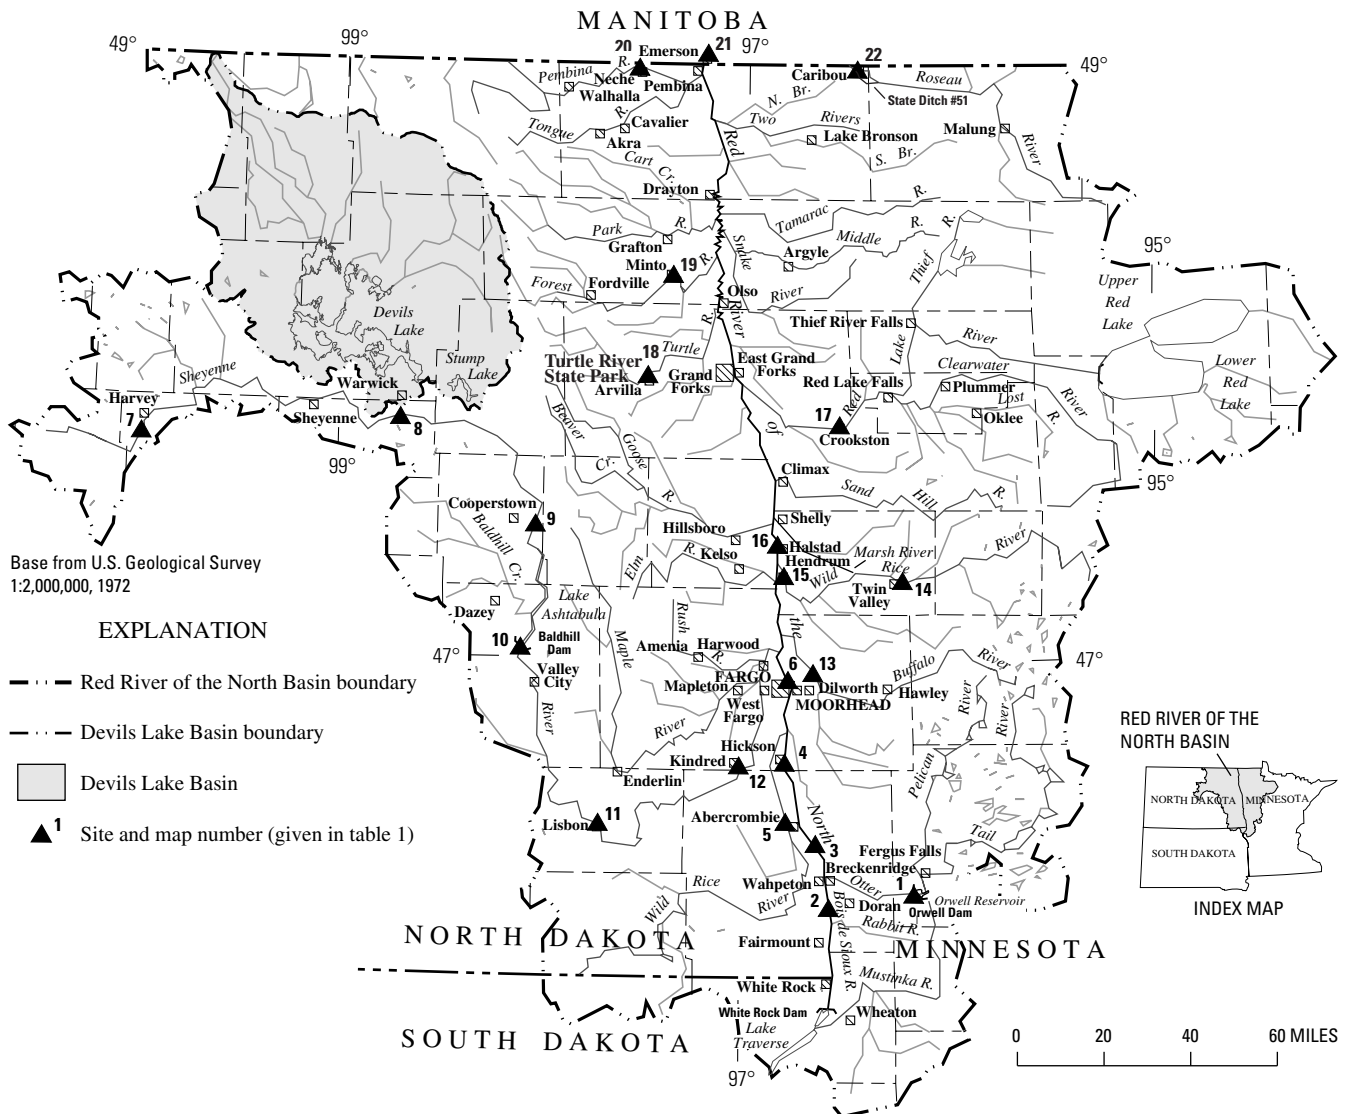 MANITOBA
49°
99°
20
Emerson
21
97°
22
49°
Pembina
R.
Neche
Walhalla
Pembina
Caribou
Roseau
State Ditch #51
N.
Br.
Tongue
R.
Cavalier
Akra
Red
Two
Rivers
Lake Bronson
Malung
River
Cart
Cr.
S.
Br.
Drayton
Tamarac
R.
Park
R.
Grafton
Snake
Middle
R.
Argyle
Thief
R.
95°
Minto
19
R.
Forest
Fordville
Olso
River
River
Upper
Red
Lake
Devils
Lake
Thief River Falls
River
R.
Turtle
18
Turtle River
State Park
Arvilla
Grand
Forks
East Grand
Forks
Lake
Clearwater
Lower
Red
Lake
Stump
Lake
Sheyenne
Warwick
Harvey
7
Sheyenne
8
Red Lake Falls
Plummer
Lost
River
Oklee
R.
17
Red
Crookston
Beaver
Goose
Cr.
R.
of
99°
Climax
95°
Sand
Hill
R.
Cooperstown
9
Baldhill
Cr.
Shelly
Hillsboro
16
Halstad
R.
Kelso
Hendrum
15
Marsh River
River
Wild
Rice
Twin
Valley
14
Elm
Base from U.S. Geological Survey
1:2,000,000, 1972
Dazey
Lake
Ashtabula
Rush
the
EXPLANATION
10
Baldhill
Dam
Maple
Amenia
Harwood
R.
47°
47°
Valley
City
6
13
FARGO
Mapleton
Dilworth
Buffalo
River
Hawley
MOORHEAD
West
Fargo
River
River
Red River of the North Basin boundary
River
River
Devils Lake Basin boundary
RED RIVER OF THE
NORTH BASIN
Hickson
4
Kindred
12
Enderlin
Pelican
Devils Lake Basin
NORTH DAKOTA
MINNESOTA
SOUTH DAKOTA
INDEX MAP
1
Site and map number (given in table 1)
11
Lisbon
Abercrombie
5
North
3
Tail
Fergus Falls
Breckenridge
Wahpeton
Otter
1
Rice
River
Wild
2
Bois de Sioux R.
Doran
Orwell Reservoir
Orwell Dam
Rabbit R.
NORTH DAKOTA
Fairmount
MINNESOTA
Mustinka R.
White Rock
White Rock Dam
Wheaton
Lake
Traverse
SOUTH DAKOTA
97°
0
20
40
60 MILES